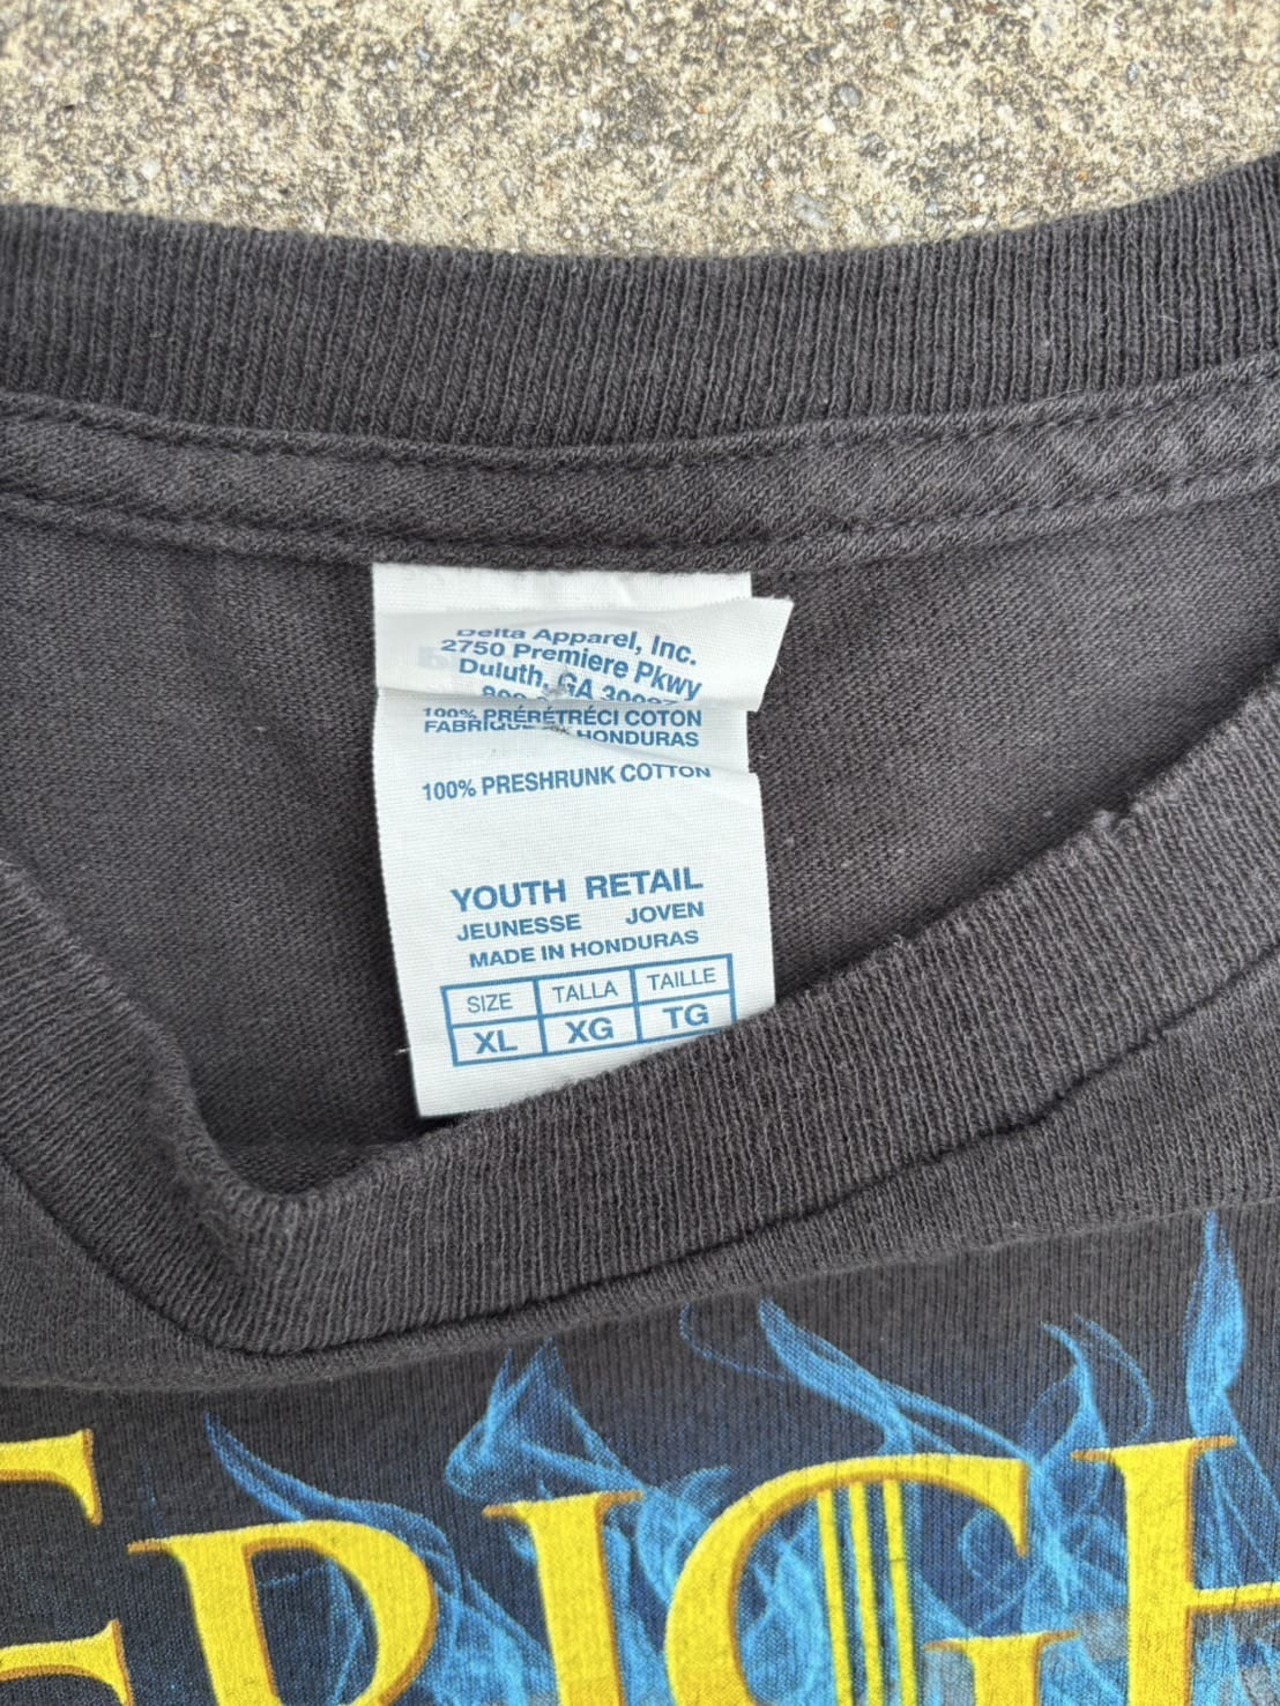 Delta Apparel, Inc.
2750 Premiere Pkwy
Duluth, GA
100% PRÉRÉTRÉCI COTON
HONDURAS
100% PRESHRUNK COTTON
YOUTH RETAIL
JEUNESSE JOVEN
MADE IN HONDURAS
SIZE TALLA TAILLE
XL XG TG